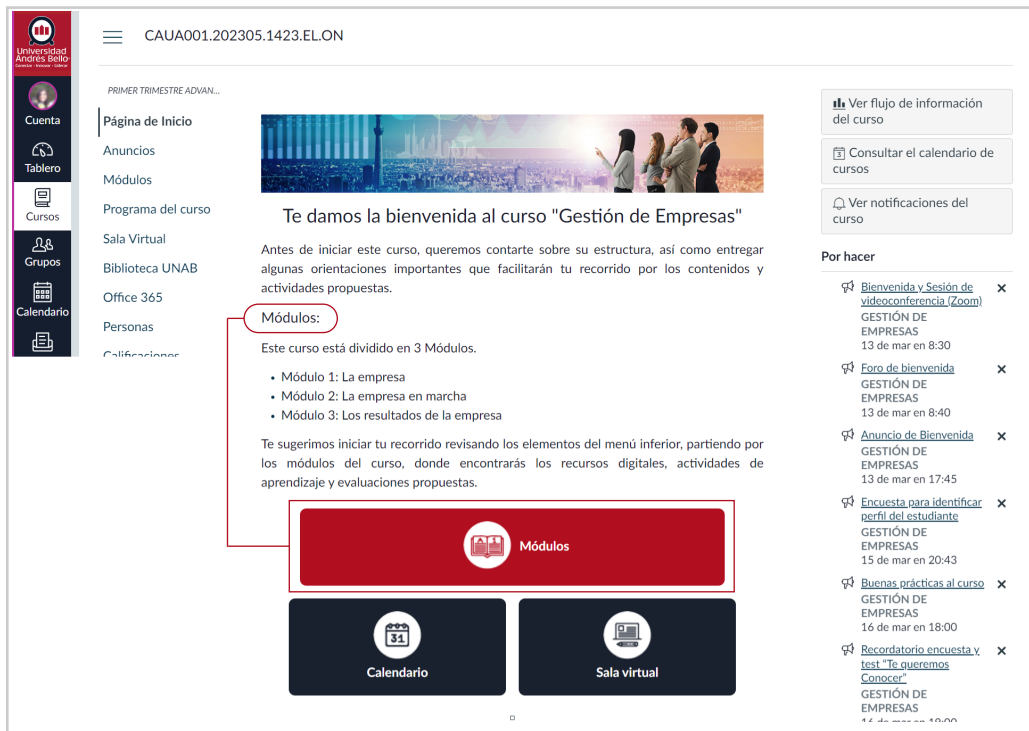 Universidad
Andrés Bello
Conectar - Innovar - Liderar
Cuenta
Tablero
Cursos
Grupos
Calendario
CAUA001.202305.1423.EL.ON
PRIMER TRIMESTRE ADVAN...
Página de Inicio
Anuncios
Módulos
Programa del curso
Sala Virtual
Biblioteca UNAB
Office 365
Personas
Calificaciones
Te damos la bienvenida al curso "Gestión de Empresas"
Antes de iniciar este curso, queremos contarte sobre su estructura, así como entregar
algunas orientaciones importantes que facilitarán tu recorrido por los contenidos y
actividades propuestas.
Módulos:
Este curso está dividido en 3 Módulos.
• Módulo 1: La empresa
• Módulo 2: La empresa en marcha
• Módulo 3: Los resultados de la empresa
Te sugerimos iniciar tu recorrido revisando los elementos del menú inferior, partiendo por
los módulos del curso, donde encontrarás los recursos digitales, actividades de
aprendizaje y evaluaciones propuestas.
Módulos
31
Calendario
Sala virtual
Ver flujo de información
del curso
Consultar el calendario de
cursos
Ver notificaciones del
curso
Por hacer
Bienvenida y Sesión de
videoconferencia (Zoom)
GESTIÓN DE
EMPRESAS
13 de mar en 8:30
Foro de bienvenida
GESTIÓN DE
EMPRESAS
13 de mar en 8:40
Anuncio de Bienvenida
GESTIÓN DE
EMPRESAS
13 de mar en 17:45
Encuesta para identificar
perfil del estudiante
GESTIÓN DE
EMPRESAS
15 de mar en 20:43
Buenas prácticas al curso
GESTIÓN DE
EMPRESAS
16 de mar en 18:00
Recordatorio encuesta y
test "Te queremos
Conocer"
GESTIÓN DE
EMPRESAS
16 de mar en 19:00